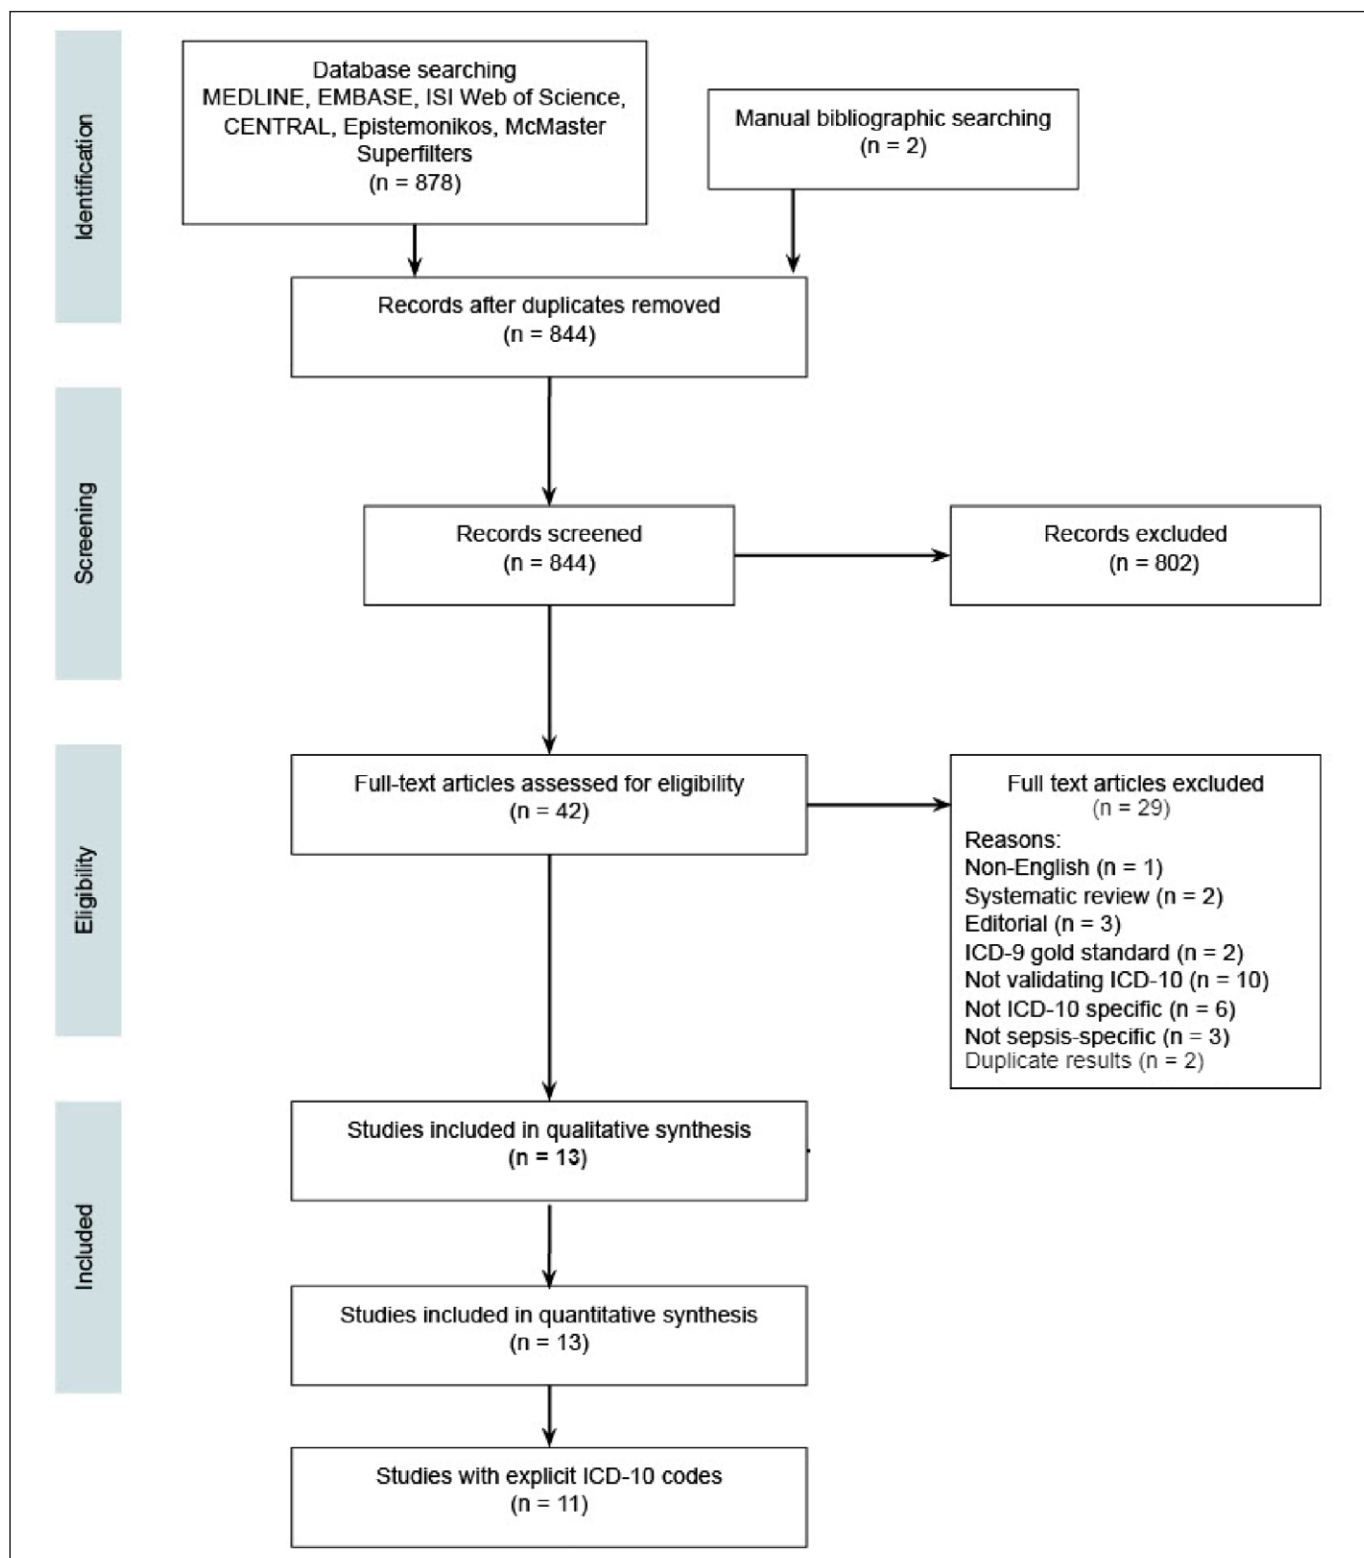 Identification
Database searching
MEDLINE, EMBASE, ISI Web of Science,
CENTRAL, Epistemonikos, McMaster
Superfilters
(n = 878)
Manual bibliographic searching
(n = 2)
Records after duplicates removed
(n = 844)
Screening
Records screened
(n = 844)
Records excluded
(n = 802)
Eligibility
Full-text articles assessed for eligibility
(n = 42)
Full text articles excluded
(n = 29)
Reasons:
Non-English (n = 1)
Systematic review (n = 2)
Editorial (n = 3)
ICD-9 gold standard (n = 2)
Not validating ICD-10 (n = 10)
Not ICD-10 specific (n = 6)
Not sepsis-specific (n = 3)
Duplicate results (n = 2)
Included
Studies included in qualitative synthesis
(n = 13)
Studies included in quantitative synthesis
(n = 13)
Studies with explicit ICD-10 codes
(n = 11)